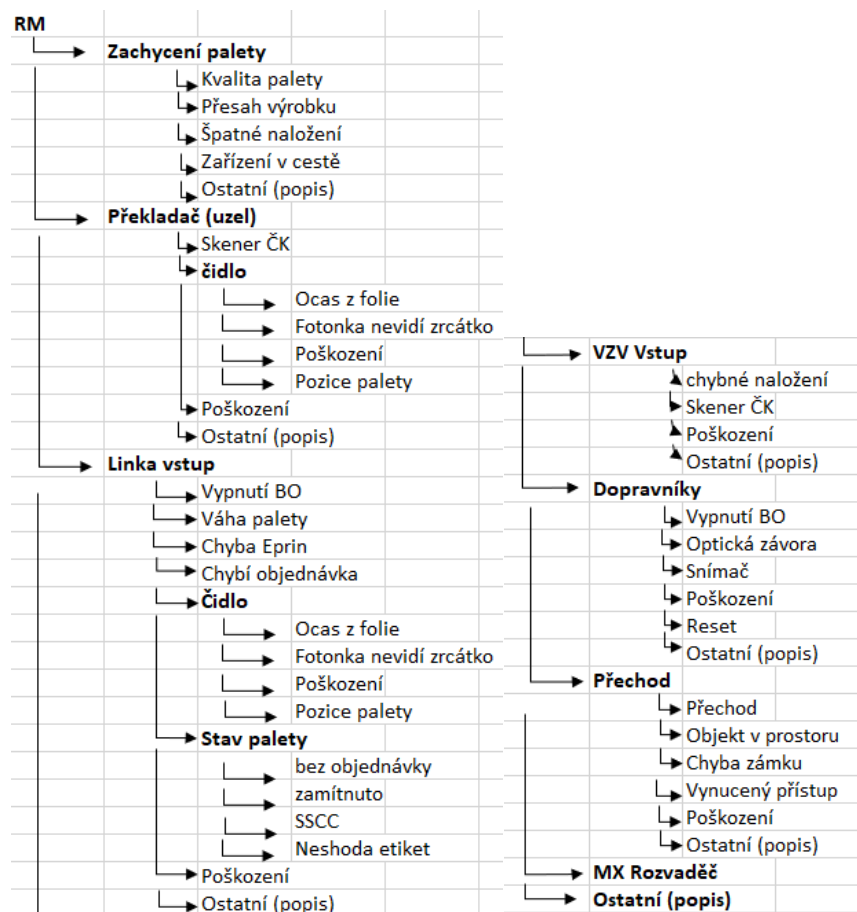 RM
Zachycení palety
Kvalita palety
Přesah výrobku
Špatné naložení
Zařízení v cestě
Ostatní (popis)
Překladač (uzel)
Skener ČK
čidlo
Ocas z folie
Fotonka nevidí zrcátko
Poškození
Pozice palety
Poškození
Ostatní (popis)
Linka vstup
Vypnutí BO
Váha palety
Chyba Eprin
Chybí objednávka
Čidlo
Ocas z folie
Fotonka nevidí zrcátko
Poškození
Pozice palety
Stav palety
bez objednávky
zamítnuto
SSCC
Neshoda etiket
Poškození
Ostatní (popis)
VZV Vstup
chybné naložení
Skener ČK
Poškození
Ostatní (popis)
Dopravníky
Vypnutí BO
Optická závora
Snímač
Poškození
Reset
Ostatní (popis)
Přechod
Přechod
Objekt v prostoru
Chyba zámku
Vynucený přístup
Poškození
Ostatní (popis)
MX Rozvaděč
Ostatní (popis)